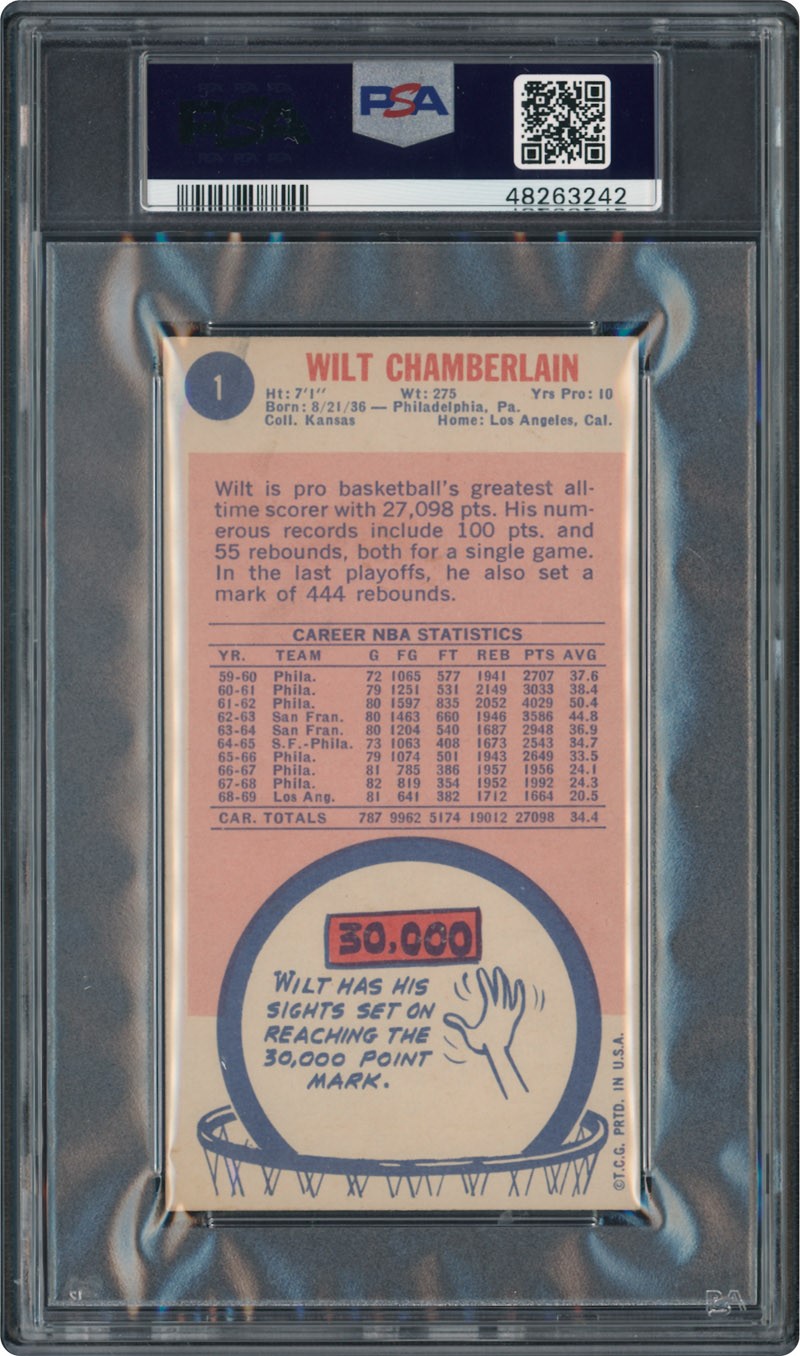 PSA
48263242
1
WILT CHAMBERLAIN
Ht: 7'1" Wt: 275 Yrs Pro: 10
Born: 8/21/36 — Philadelphia, Pa.
Coll. Kansas Home: Los Angeles, Cal.
Wilt is pro basketball's greatest all-
time scorer with 27,098 pts. His num-
erous records include 100 pts. and
55 rebounds, both for a single game.
In the last playoffs, he also set a
mark of 444 rebounds.
CAREER NBA STATISTICS
YR. TEAM G FG FT REB PTS AVG
59-60 Phila. 72 1065 577 1941 2707 37.6
60-61 Phila. 79 1251 531 2149 3033 38.4
61-62 Phila. 80 1597 835 2052 4029 50.4
62-63 San Fran. 80 1463 660 1946 3586 44.8
63-64 San Fran. 80 1204 540 1687 2948 36.9
64-65 S.F.-Phila. 73 1063 408 1673 2543 34.7
65-66 Phila. 79 1074 501 1943 2649 33.5
66-67 Phila. 81 785 386 1957 1956 24.1
67-68 Phila. 82 819 354 1952 1992 24.3
68-69 Los Ang. 81 641 382 1712 1664 20.5
CAR. TOTALS 787 9962 5174 19012 27098 34.4
30,000
WILT HAS HIS
SIGHTS SET ON
REACHING THE
30,000 POINT
MARK.
©T.C.G. PRTD. IN U.S.A.